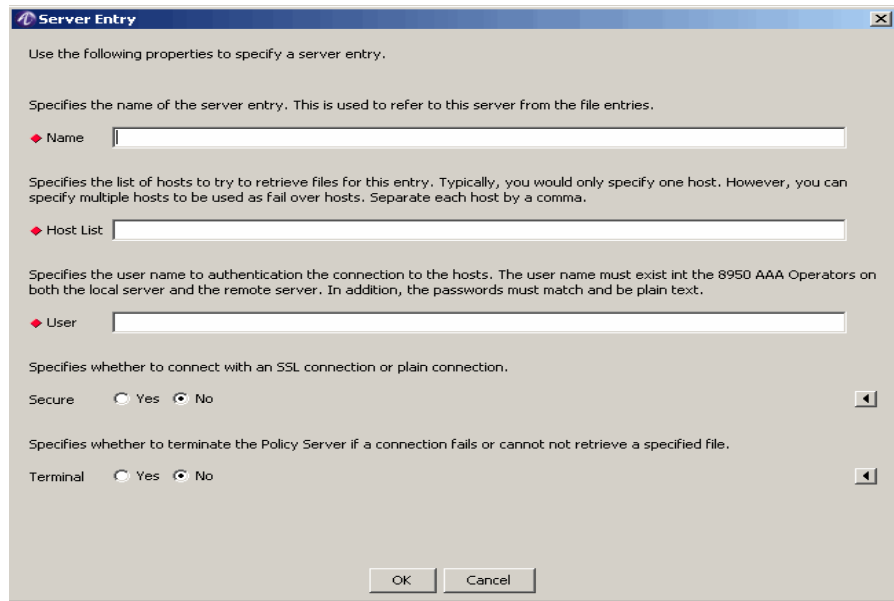 Server Entry
Use the following properties to specify a server entry.
Specifies the name of the server entry. This is used to refer to this server from the file entries.
Name
Specifies the list of hosts to try to retrieve files for this entry. Typically, you would only specify one host. However, you can
specify multiple hosts to be used as fail over hosts. Separate each host by a comma.
Host List
Specifies the user name to authentication the connection to the hosts. The user name must exist int the 8950 AAA Operators on
both the local server and the remote server. In addition, the passwords must match and be plain text.
User
Specifies whether to connect with an SSL connection or plain connection.
Secure Yes No
Specifies whether to terminate the Policy Server if a connection fails or cannot not retrieve a specified file.
Terminal Yes No
OK Cancel